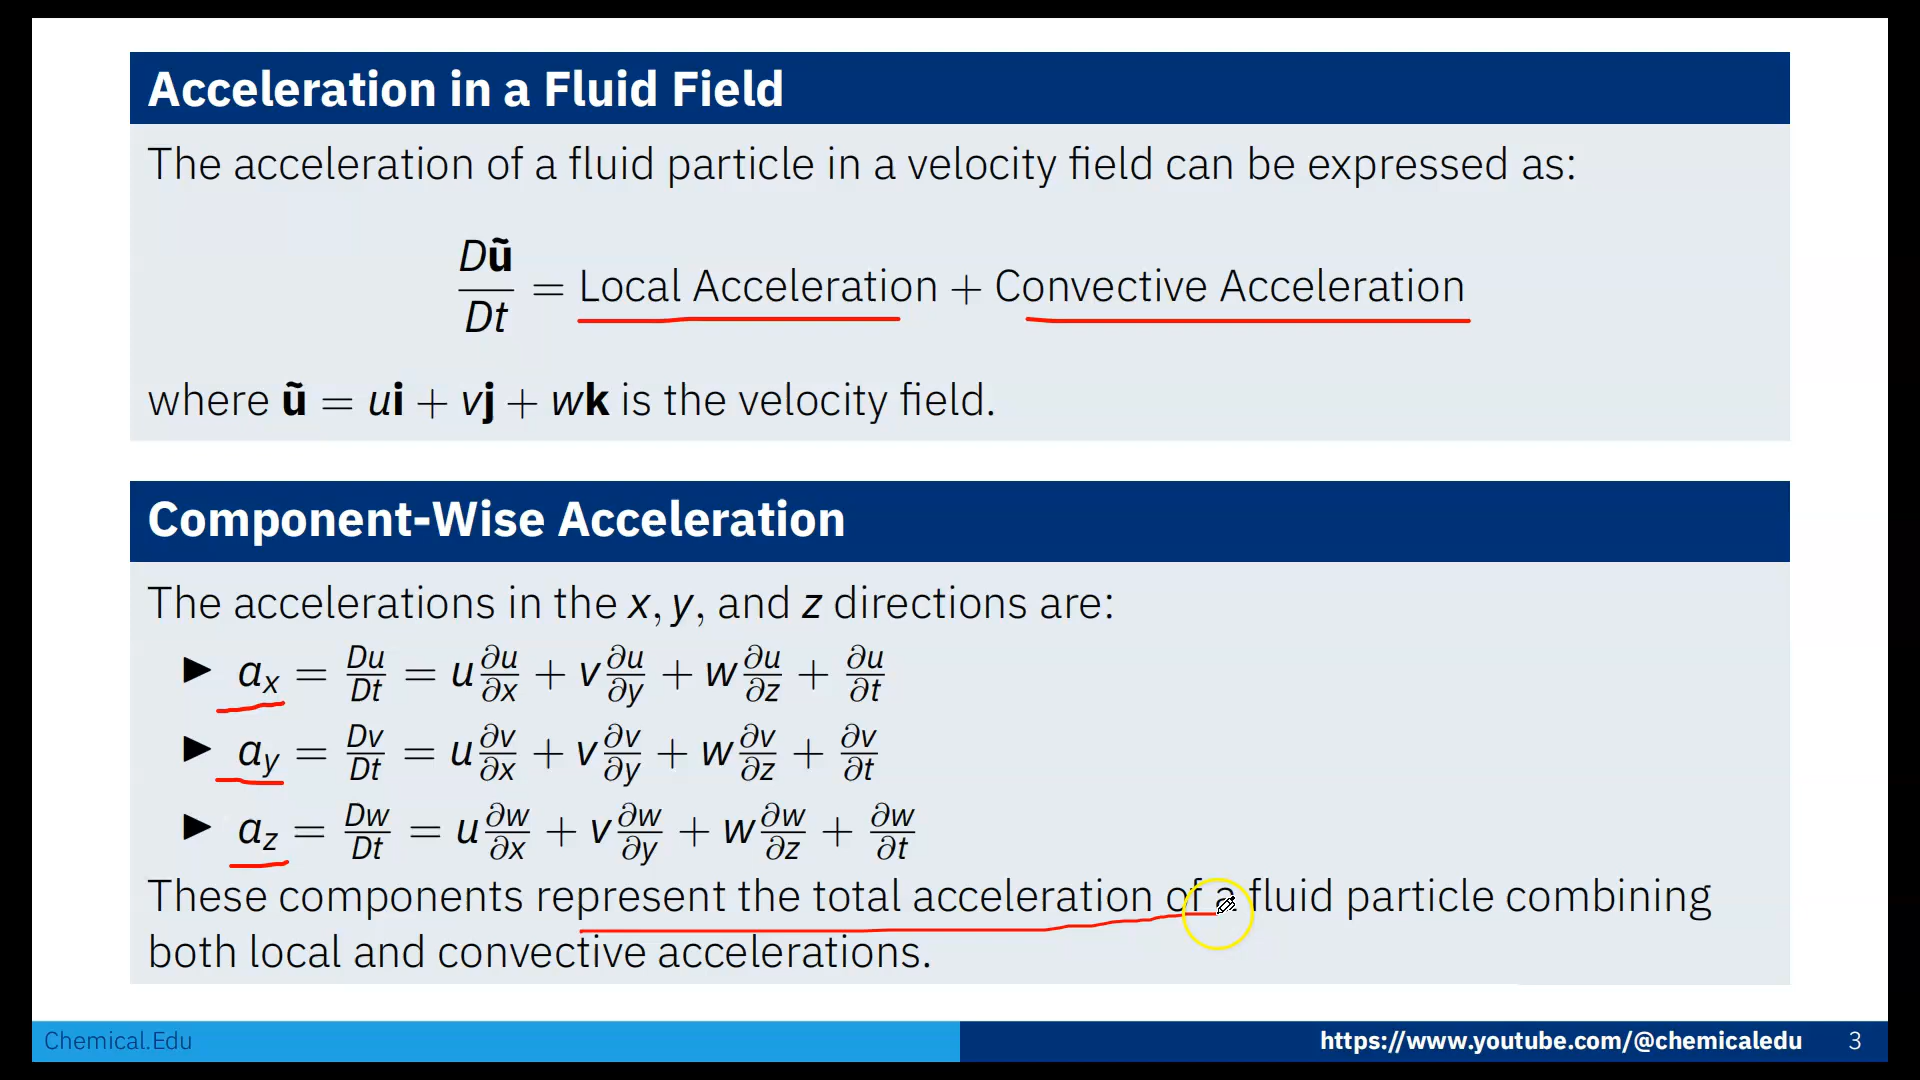 Acceleration in a Fluid Field
The acceleration of a fluid particle in a velocity field can be expressed as:
Dũ/Dt = Local Acceleration + Convective Acceleration
where ũ = ui + vj + wk is the velocity field.
Component-Wise Acceleration
The accelerations in the x, y, and z directions are:
▶ aₓ = Du/Dt = u ∂u/∂x + v ∂u/∂y + w ∂u/∂z + ∂u/∂t
▶ a_y = Dv/Dt = u ∂v/∂x + v ∂v/∂y + w ∂v/∂z + ∂v/∂t
▶ a_z = Dw/Dt = u ∂w/∂x + v ∂w/∂y + w ∂w/∂z + ∂w/∂t
These components represent the total acceleration of a fluid particle combining
both local and convective accelerations.
Chemical.Edu https://www.youtube.com/@chemicaledu 3